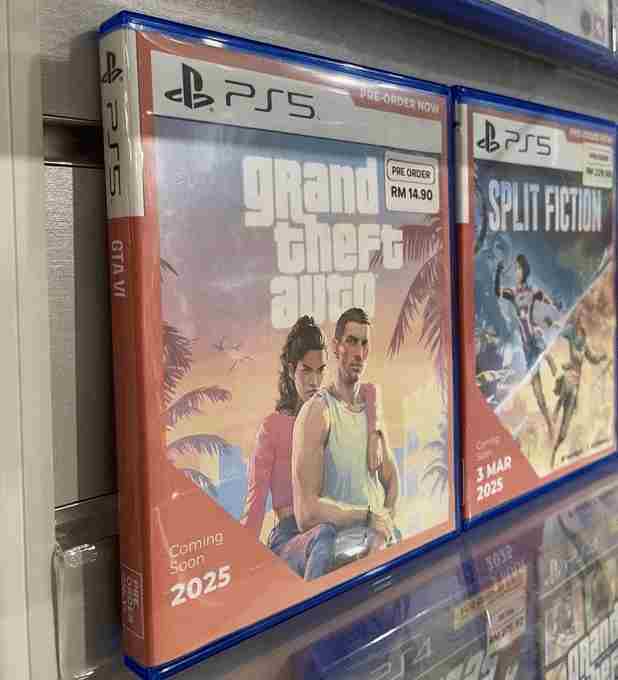 PS5
GTA VI
PS5
PRE-ORDER NOW
PRE ORDER
RM 14.90
grand
theft
auto
Coming
Soon
2025
PS5
SPLIT FICTION
Coming
Soon
3 MAR
2025
PS4